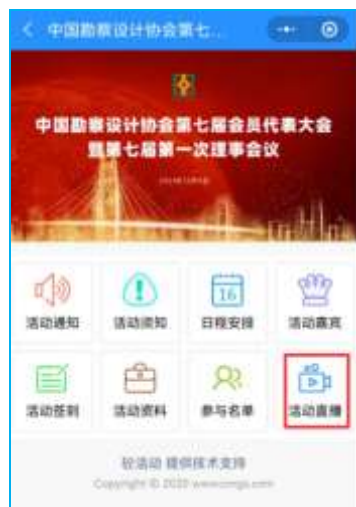 中国勘察设计协会第七...
中国勘察设计协会第七届会员代表大会
暨第七届第一次理事会议
活动通知
活动须知
16
日程安排
活动嘉宾
活动签到
活动资料
参与名单
活动直播
轻活动 提供技术支持
Copyright © 2020